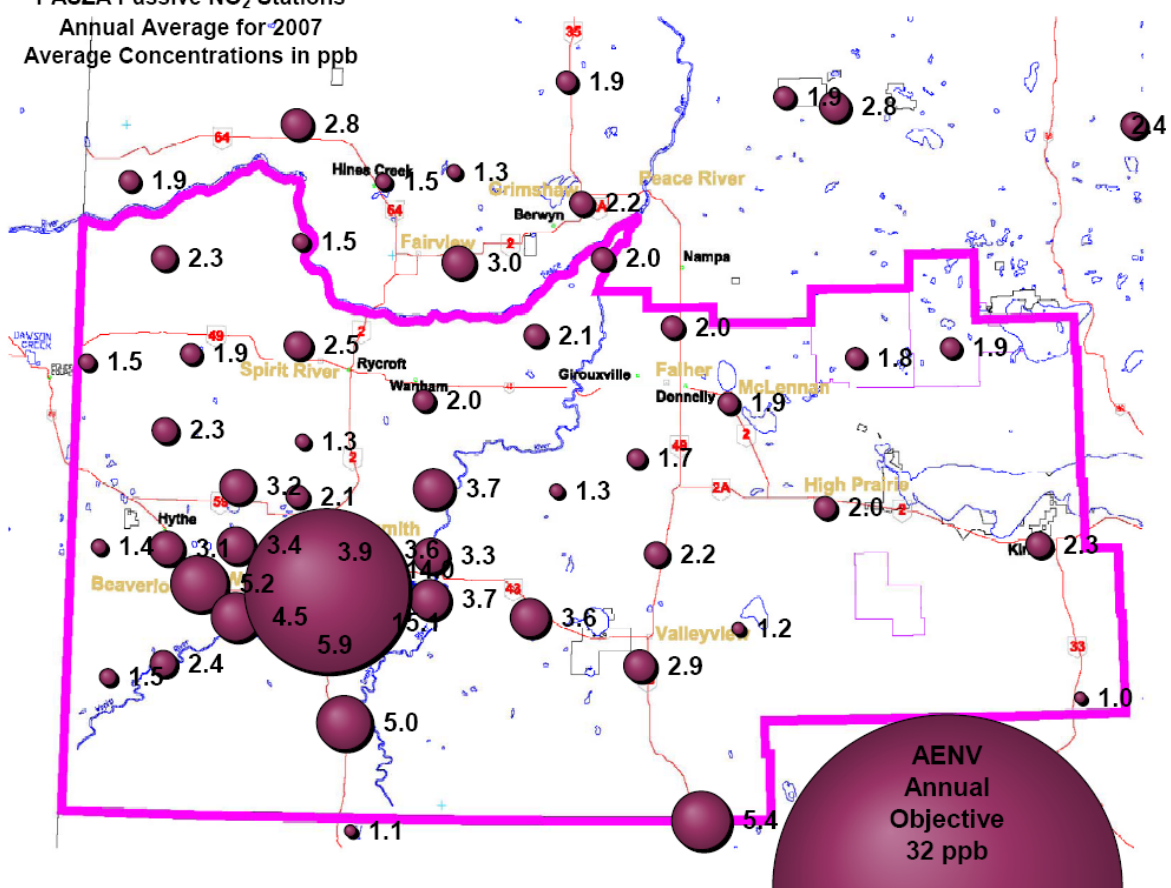 PASZA Passive NO₂ Stations
Annual Average for 2007
Average Concentrations in ppb
35
1.9
1.9
2.8
2.4
2.8
64
Hines Creek
1.5
1.3
1.9
Grimshaw
Peace River
2.2
64
Berwyn
Fairview
2
3.0
2.0
Nampa
1.5
2.3
49
2.5
2
2.1
2.0
1.5
1.9
1.8
1.9
DAWSON
CREEK
Spirit River
Rycroft
Wanham
2.0
Girouxville
Falher
Donnelly
McLennan
1.9
2
2.3
1.3
2
49
1.7
3.2
2.1
3.7
1.3
2A
High Prairie
2.0
2
Hythe
1.4
3.1
3.4
3.9
3.6
mith
3.3
14.0
2.2
Kin
2.3
Beaverlo
W
5.2
4.5
5.9
15.1
3.7
43
3.6
Valleyview
1.2
2.9
33
1.5
2.4
5.0
1.0
5.4
1.1
AENV
Annual
Objective
32 ppb